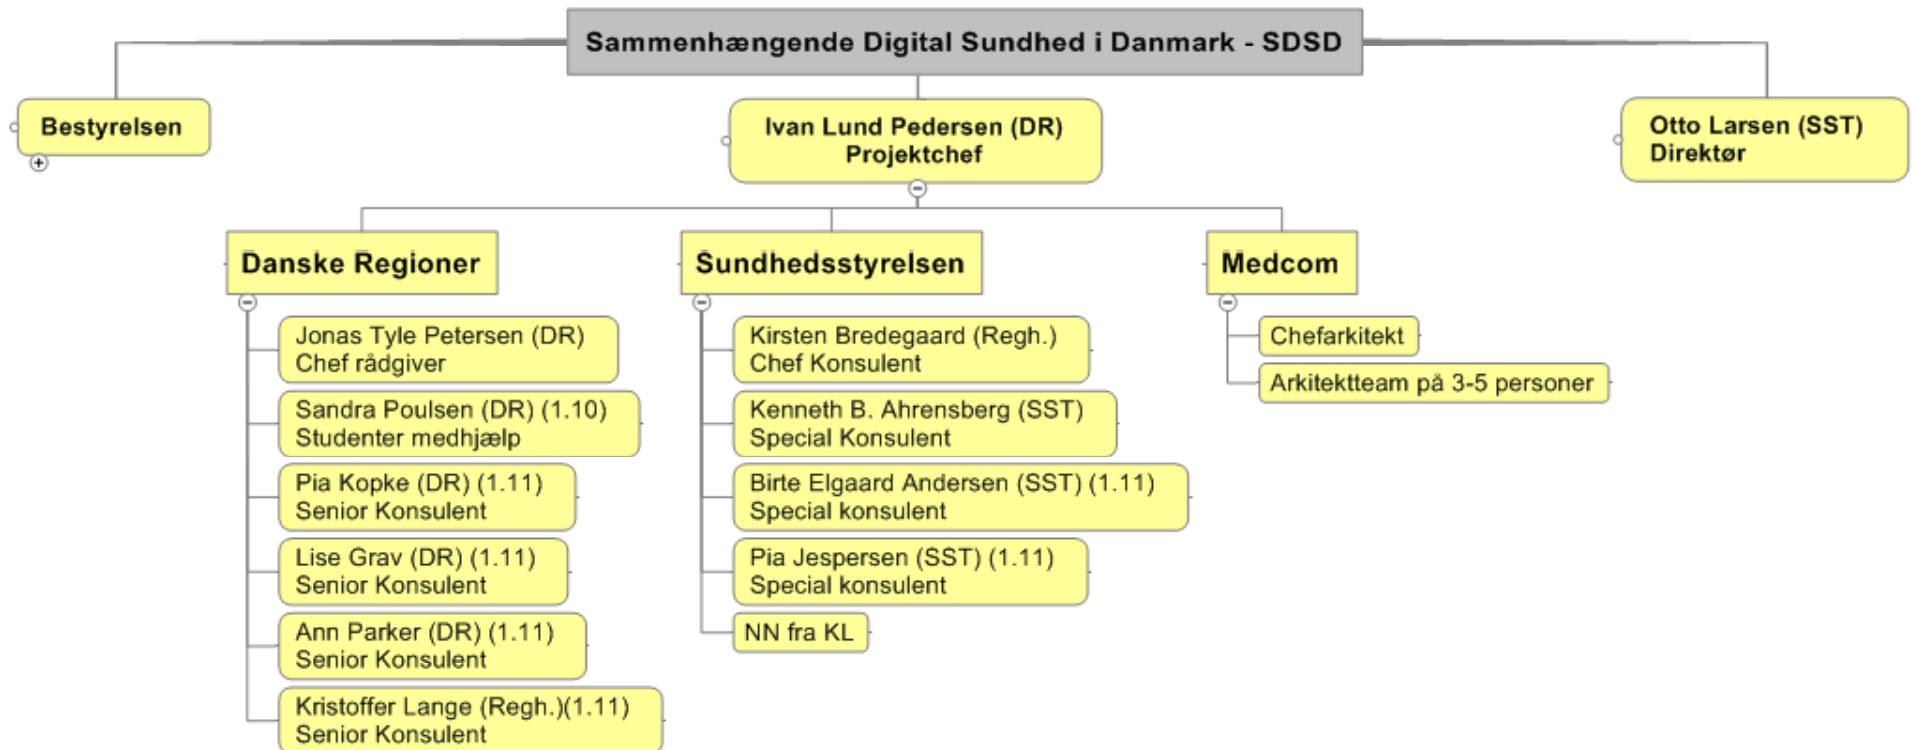 Sammenhængende Digital Sundhed i Danmark - SDSD
Bestyrelsen
Ivan Lund Pedersen (DR)
Projektchef
Otto Larsen (SST)
Direktør
Danske Regioner
Jonas Tyle Petersen (DR)
Chef rådgiver
Sandra Poulsen (DR) (1.10)
Studenter medhjælp
Pia Kopke (DR) (1.11)
Senior Konsulent
Lise Grav (DR) (1.11)
Senior Konsulent
Ann Parker (DR) (1.11)
Senior Konsulent
Kristoffer Lange (Regh.)(1.11)
Senior Konsulent
Sundhedsstyrelsen
Kirsten Bredegaard (Regh.)
Chef Konsulent
Kenneth B. Ahrensberg (SST)
Special Konsulent
Birte Elgaard Andersen (SST) (1.11)
Special konsulent
Pia Jespersen (SST) (1.11)
Special konsulent
NN fra KL
Medcom
Chefarkitekt
Arkitektteam på 3-5 personer